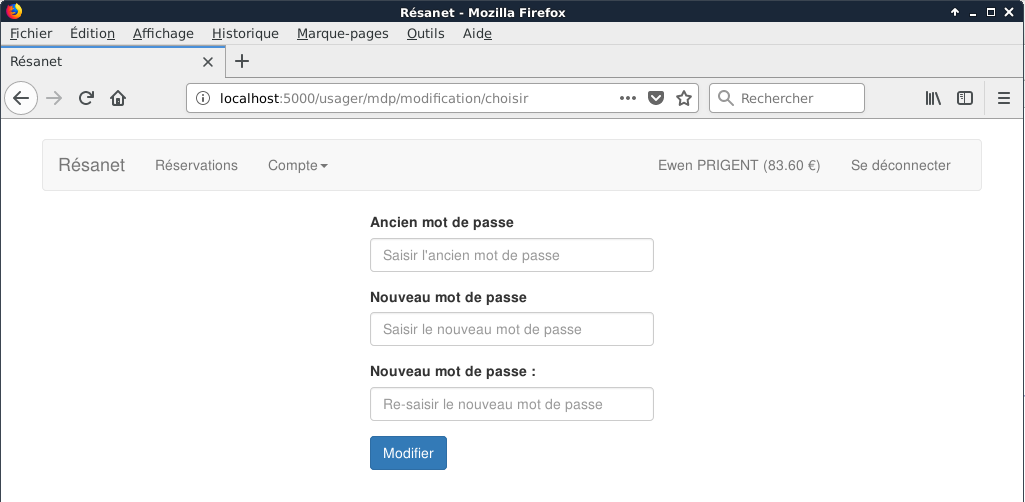 Résanet - Mozilla Firefox
Fichier Édition Affichage Historique Marque-pages Outils Aide
Résanet
localhost:5000/usager/mdp/modification/choisir Rechercher
Résanet Réservations Compte Ewen PRIGENT (83.60 €) Se déconnecter
Ancien mot de passe
Saisir l'ancien mot de passe
Nouveau mot de passe
Saisir le nouveau mot de passe
Nouveau mot de passe :
Re-saisir le nouveau mot de passe
Modifier